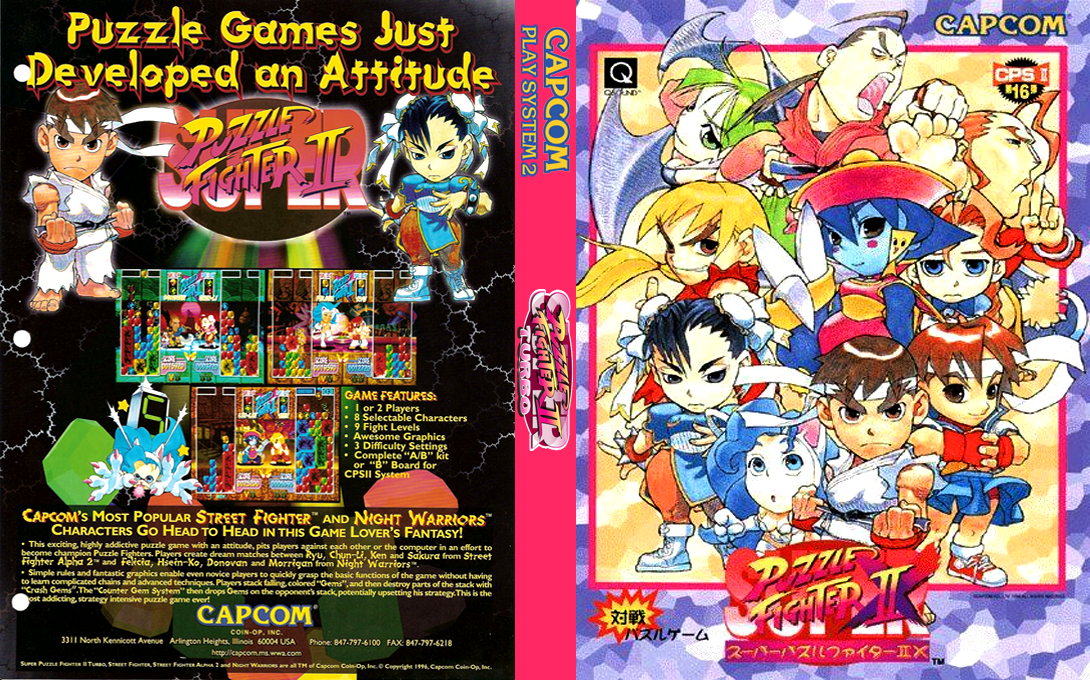 Puzzle Games Just
Developed an Attitude
SUPER
PUZZLE
FIGHTER II
TM
GAME FEATURES:
• 1 or 2 Players
• 8 Selectable Characters
• 9 Fight Levels
• Awesome Graphics
• 3 Difficulty Settings
• Complete "A/B" kit
or "B" Board for
CPSII System
CAPCOM'S MOST POPULAR STREET FIGHTER™ AND NIGHT WARRIORS™
CHARACTERS GO HEAD TO HEAD IN THIS GAME LOVER'S FANTASY!
• This exciting, highly addictive puzzle game with an attitude, pits players against each other or the computer in an effort to
become champion Puzzle Fighters. Players create dream matches between Ryu, Chun-Li, Ken and Sakura from Street
Fighter Alpha 2™ and Felicia, Hsein-Ko, Donovan and Morrigan from Night Warriors™.
• Simple rules and fantastic graphics enable even novice players to quickly grasp the basic functions of the game without having
to learn complicated chains and advanced techniques. Players stack falling, colored "Gems", and then destroy parts of the stack with
"Crash Gems". The "Counter Gem System" then drops Gems on the opponent's stack, potentially upsetting his strategy. This is the
ost addicting, strategy intensive puzzle game ever!
CAPCOM®
COIN-OP, INC.
3311 North Kennicott Avenue Arlington Heights, Illinois 60004 USA Phone: 847-797-6100 FAX: 847-797-6218
http://capcom.ms.wwa.com
SUPER PUZZLE FIGHTER II TURBO, STREET FIGHTER, STREET FIGHTER ALPHA 2 and NIGHT WARRIORS are all TM of Capcom Coin-Op, Inc. © Copyright 1996, Capcom Coin-Op, Inc.
CAPCOM
PLAY SYSTEM 2
SUPER
PUZZLE
FIGHTER II
TURBO
CAPCOM
Q
QSOUND™
CPS II
16
SUPER
PUZZLE
FIGHTER II X
対戦
パズルゲーム
スーパーパズルファイターII X
TM